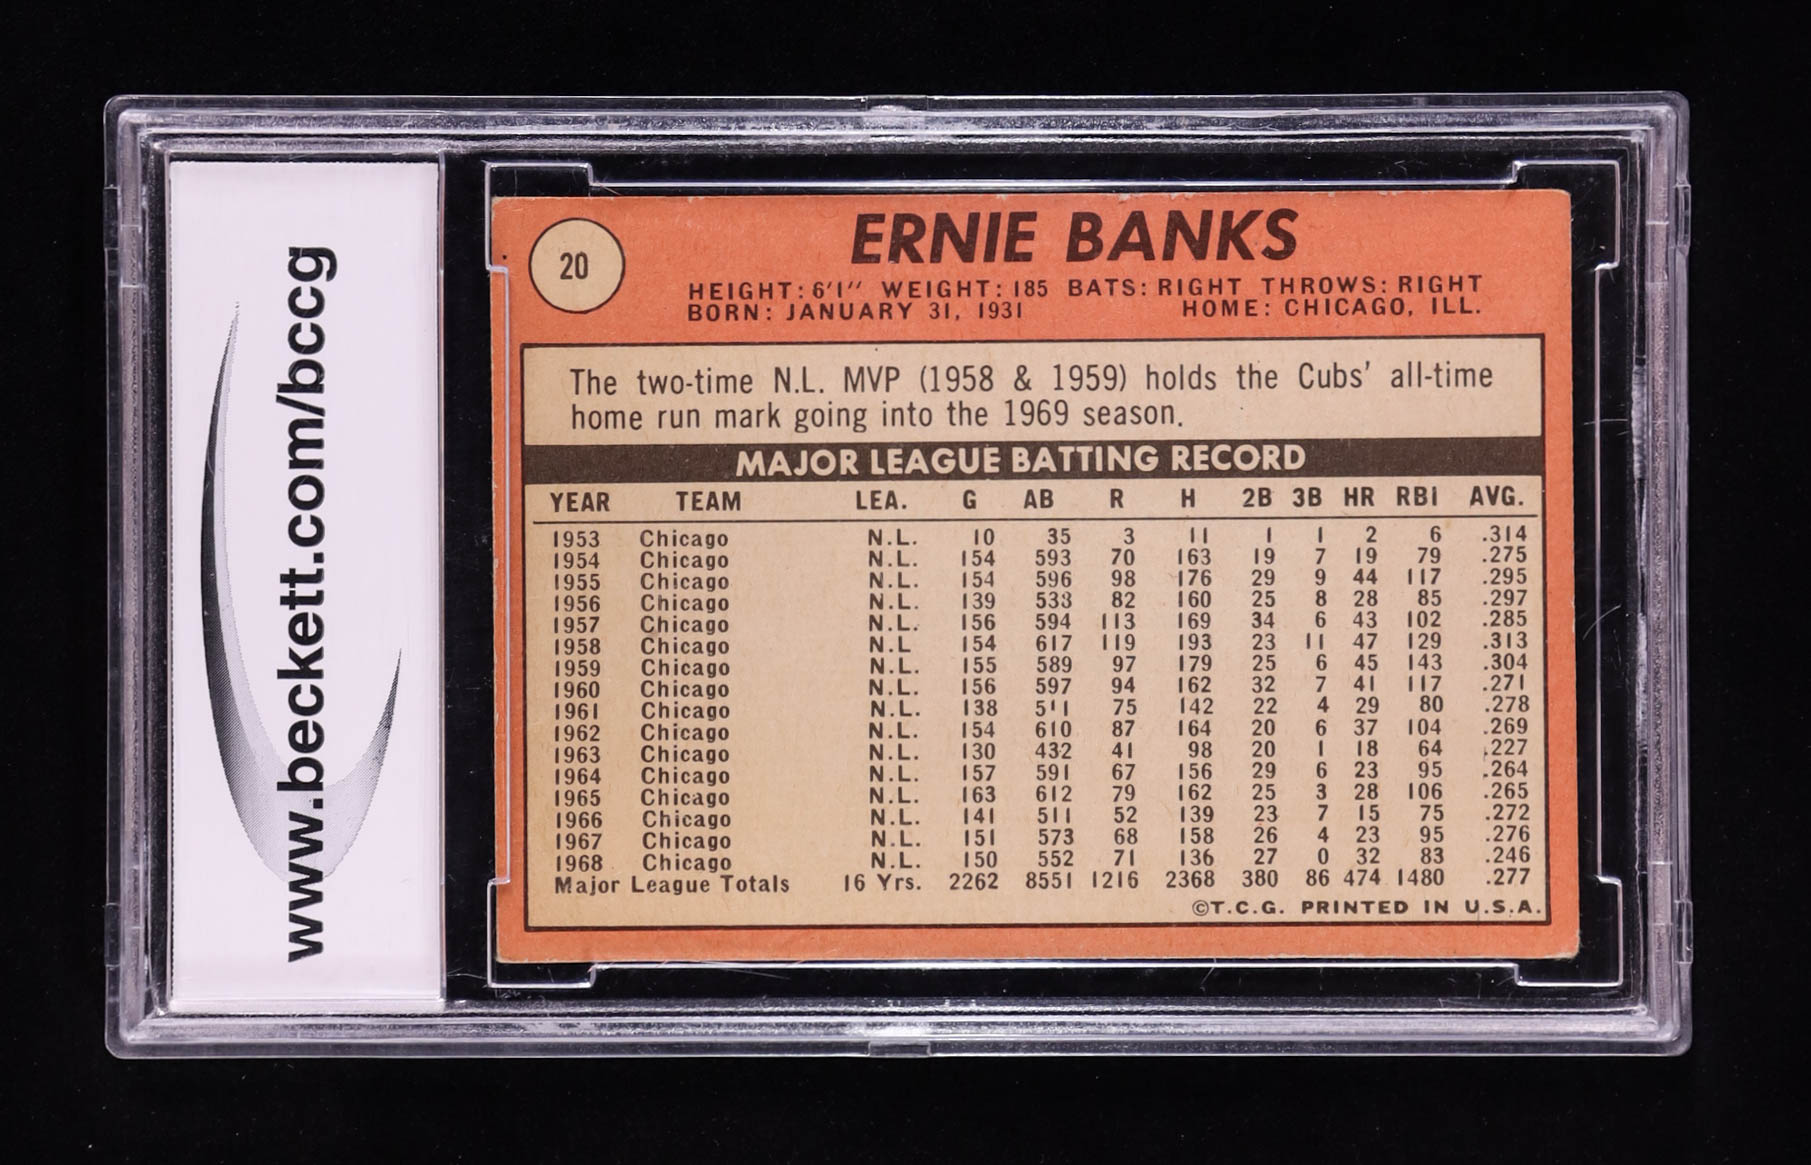 www.beckett.com/bccg
20
ERNIE BANKS
HEIGHT: 6'1" WEIGHT: 185 BATS: RIGHT THROWS: RIGHT
BORN: JANUARY 31, 1931 HOME: CHICAGO, ILL.
The two-time N.L. MVP (1958 & 1959) holds the Cubs' all-time
home run mark going into the 1969 season.
MAJOR LEAGUE BATTING RECORD
YEAR TEAM LEA. G AB R H 2B 3B HR RBI AVG.
1953 Chicago N.L. 10 35 3 11 1 1 2 6 .314
1954 Chicago N.L. 154 593 70 163 19 7 19 79 .275
1955 Chicago N.L. 154 596 98 176 29 9 44 117 .295
1956 Chicago N.L. 139 538 82 160 25 8 28 85 .297
1957 Chicago N.L. 156 594 113 169 34 6 43 102 .285
1958 Chicago N.L 154 617 119 193 23 11 47 129 .313
1959 Chicago N.L. 155 589 97 179 25 6 45 143 .304
1960 Chicago N.L. 156 597 94 162 32 7 41 117 .271
1961 Chicago N.L. 138 511 75 142 22 4 29 80 .278
1962 Chicago N.L. 154 610 87 164 20 6 37 104 .269
1963 Chicago N.L. 130 432 41 98 20 1 18 64 .227
1964 Chicago N.L. 157 591 67 156 29 6 23 95 .264
1965 Chicago N.L. 163 612 79 162 25 3 28 106 .265
1966 Chicago N.L. 141 511 52 139 23 7 15 75 .272
1967 Chicago N.L. 151 573 68 158 26 4 23 95 .276
1968 Chicago N.L. 150 552 71 136 27 0 32 83 .246
Major League Totals 16 Yrs. 2262 8551 1216 2368 380 86 474 1480 .277
©T.C.G. PRINTED IN U.S.A.